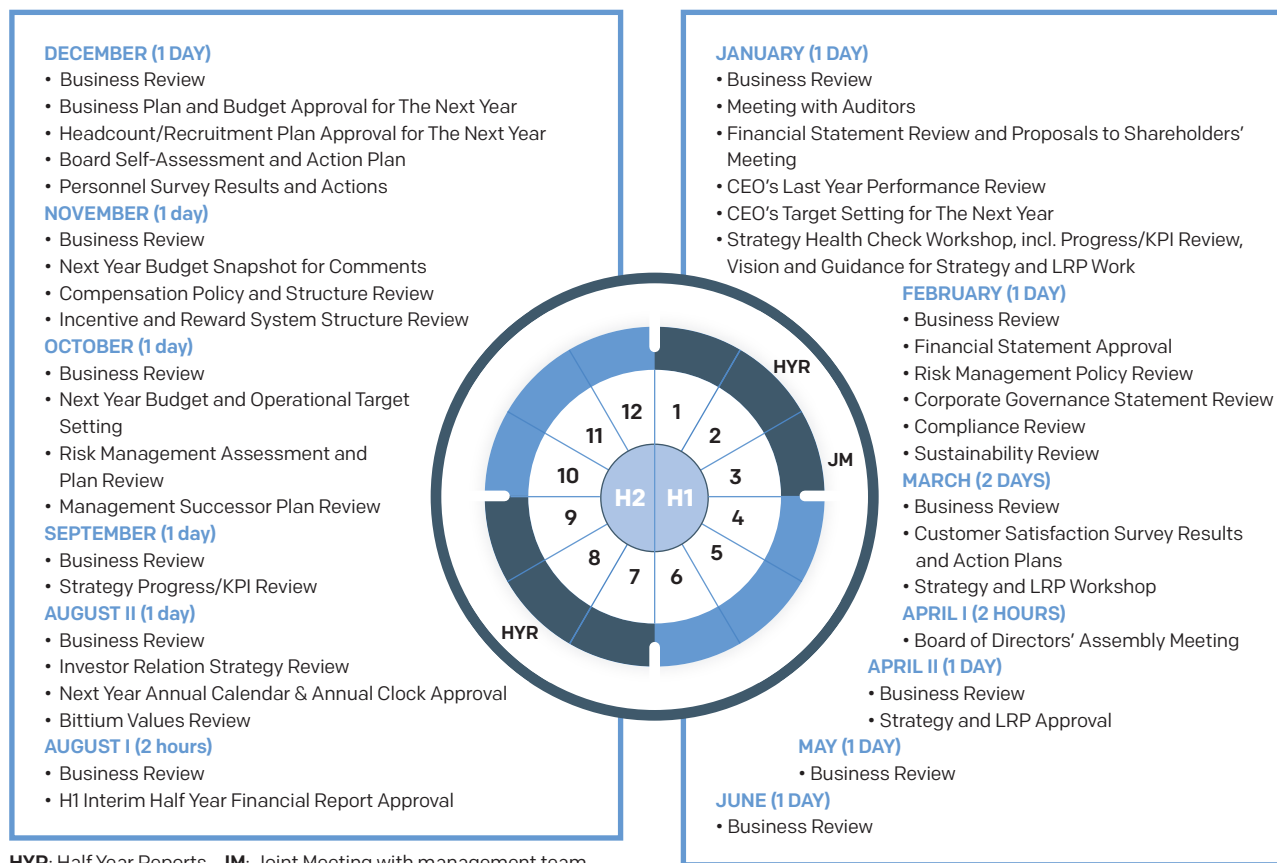 DECEMBER (1 DAY)
• Business Review
• Business Plan and Budget Approval for The Next Year
• Headcount/Recruitment Plan Approval for The Next Year
• Board Self-Assessment and Action Plan
• Personnel Survey Results and Actions
NOVEMBER (1 day)
• Business Review
• Next Year Budget Snapshot for Comments
• Compensation Policy and Structure Review
• Incentive and Reward System Structure Review
OCTOBER (1 day)
• Business Review
• Next Year Budget and Operational Target
Setting
• Risk Management Assessment and
Plan Review
• Management Successor Plan Review
SEPTEMBER (1 day)
• Business Review
• Strategy Progress/KPI Review
AUGUST II (1 day)
• Business Review
• Investor Relation Strategy Review
• Next Year Annual Calendar & Annual Clock Approval
• Bittium Values Review
AUGUST I (2 hours)
• Business Review
• H1 Interim Half Year Financial Report Approval
JANUARY (1 DAY)
• Business Review
• Meeting with Auditors
• Financial Statement Review and Proposals to Shareholders'
Meeting
• CEO's Last Year Performance Review
• CEO's Target Setting for The Next Year
• Strategy Health Check Workshop, incl. Progress/KPI Review,
Vision and Guidance for Strategy and LRP Work
FEBRUARY (1 DAY)
• Business Review
• Financial Statement Approval
• Risk Management Policy Review
• Corporate Governance Statement Review
• Compliance Review
• Sustainability Review
MARCH (2 DAYS)
• Business Review
• Customer Satisfaction Survey Results
and Action Plans
• Strategy and LRP Workshop
APRIL I (2 HOURS)
• Board of Directors' Assembly Meeting
APRIL II (1 DAY)
• Business Review
• Strategy and LRP Approval
MAY (1 DAY)
• Business Review
JUNE (1 DAY)
• Business Review
HYR
JM
HYR
12
1
11
2
10
3
H2
H1
9
4
8
5
7
6
HYR: Half Year Reports JM: Joint Meeting with management team